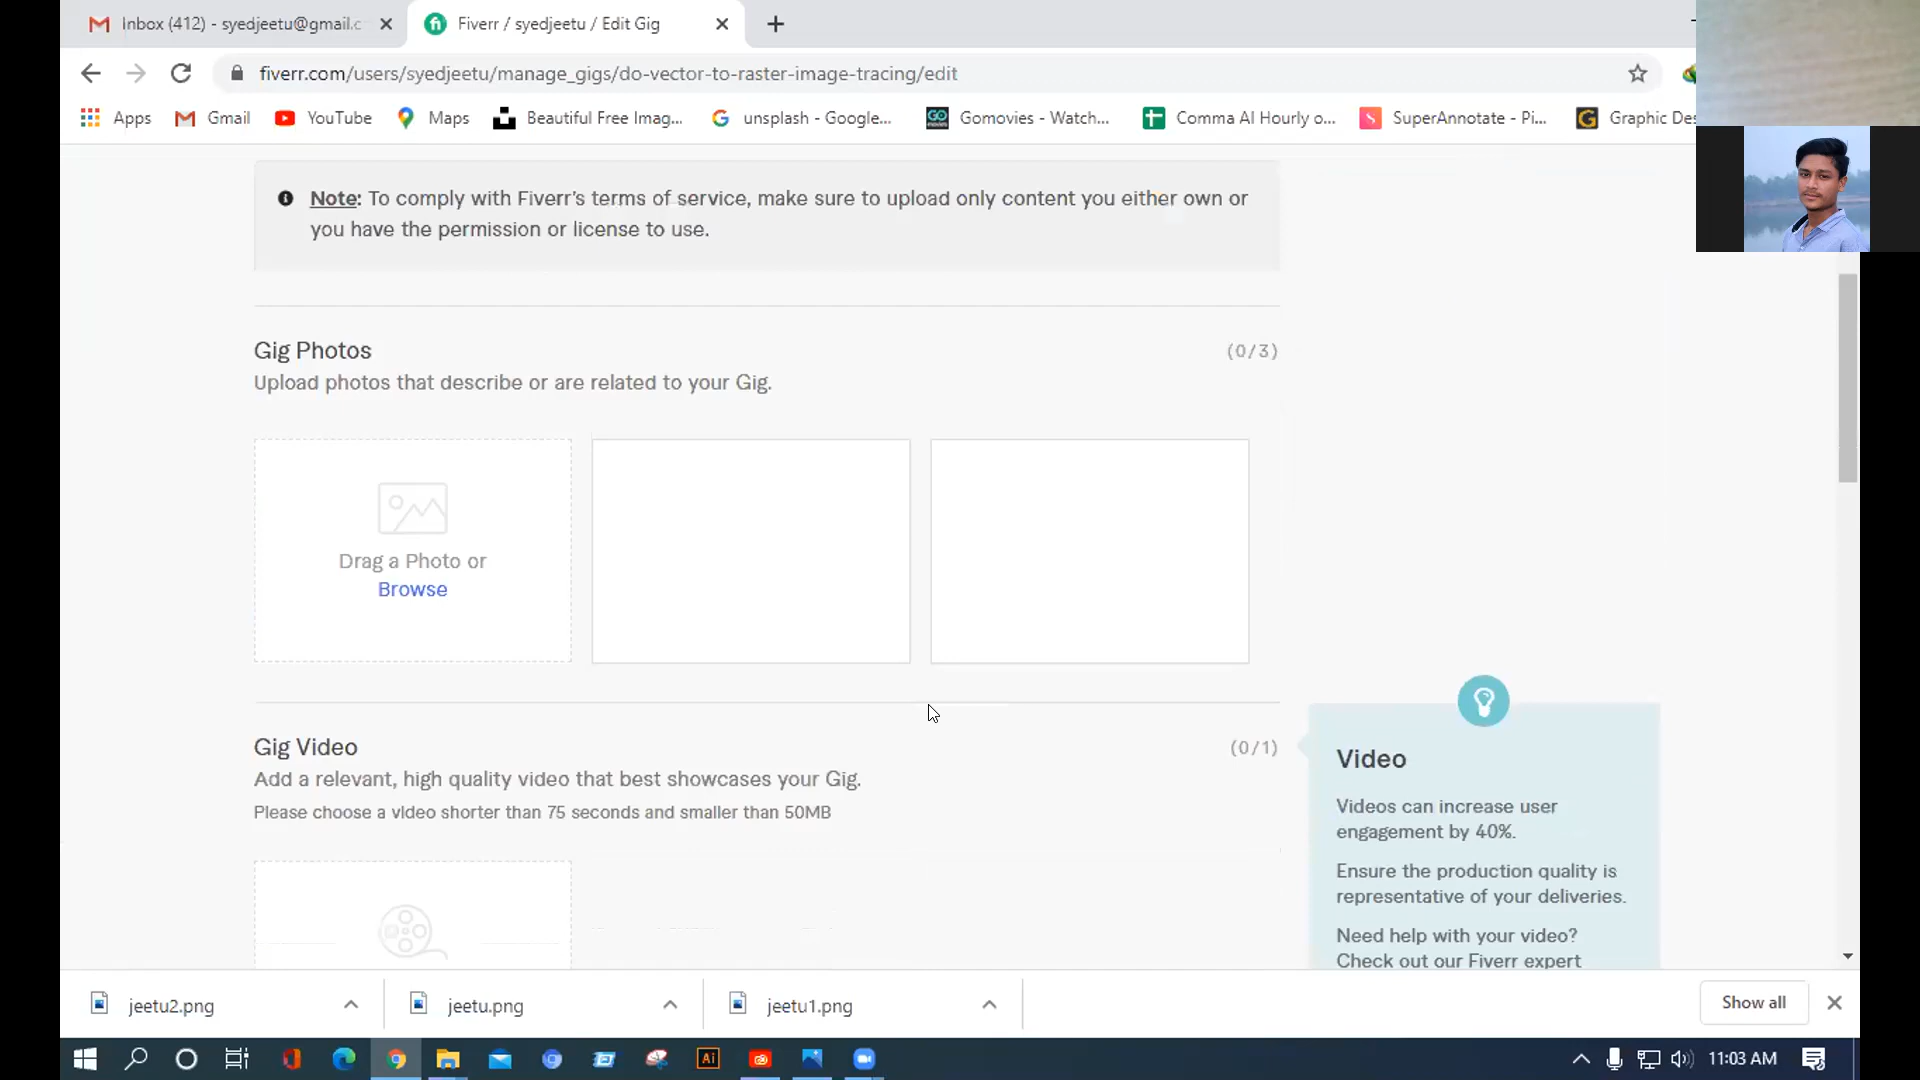 Inbox (412) - syedjeetu@gmail.c
Fiverr / syedjeetu / Edit Gig
fiverr.com/users/syedjeetu/manage_gigs/do-vector-to-raster-image-tracing/edit
Apps
Gmail
YouTube
Maps
Beautiful Free Imag...
unsplash - Google...
Gomovies - Watch...
Comma AI Hourly o...
SuperAnnotate - Pi...
Graphic De
Note: To comply with Fiverr's terms of service, make sure to upload only content you either own or
you have the permission or license to use.
Gig Photos
(0/3)
Upload photos that describe or are related to your Gig.
Drag a Photo or
Browse
Gig Video
(0/1)
Add a relevant, high quality video that best showcases your Gig.
Please choose a video shorter than 75 seconds and smaller than 50MB
Video
Videos can increase user
engagement by 40%.
Ensure the production quality is
representative of your deliveries.
Need help with your video?
Check out our Fiverr expert
jeetu2.png
jeetu.png
jeetu1.png
Show all
Ai
11:03 AM